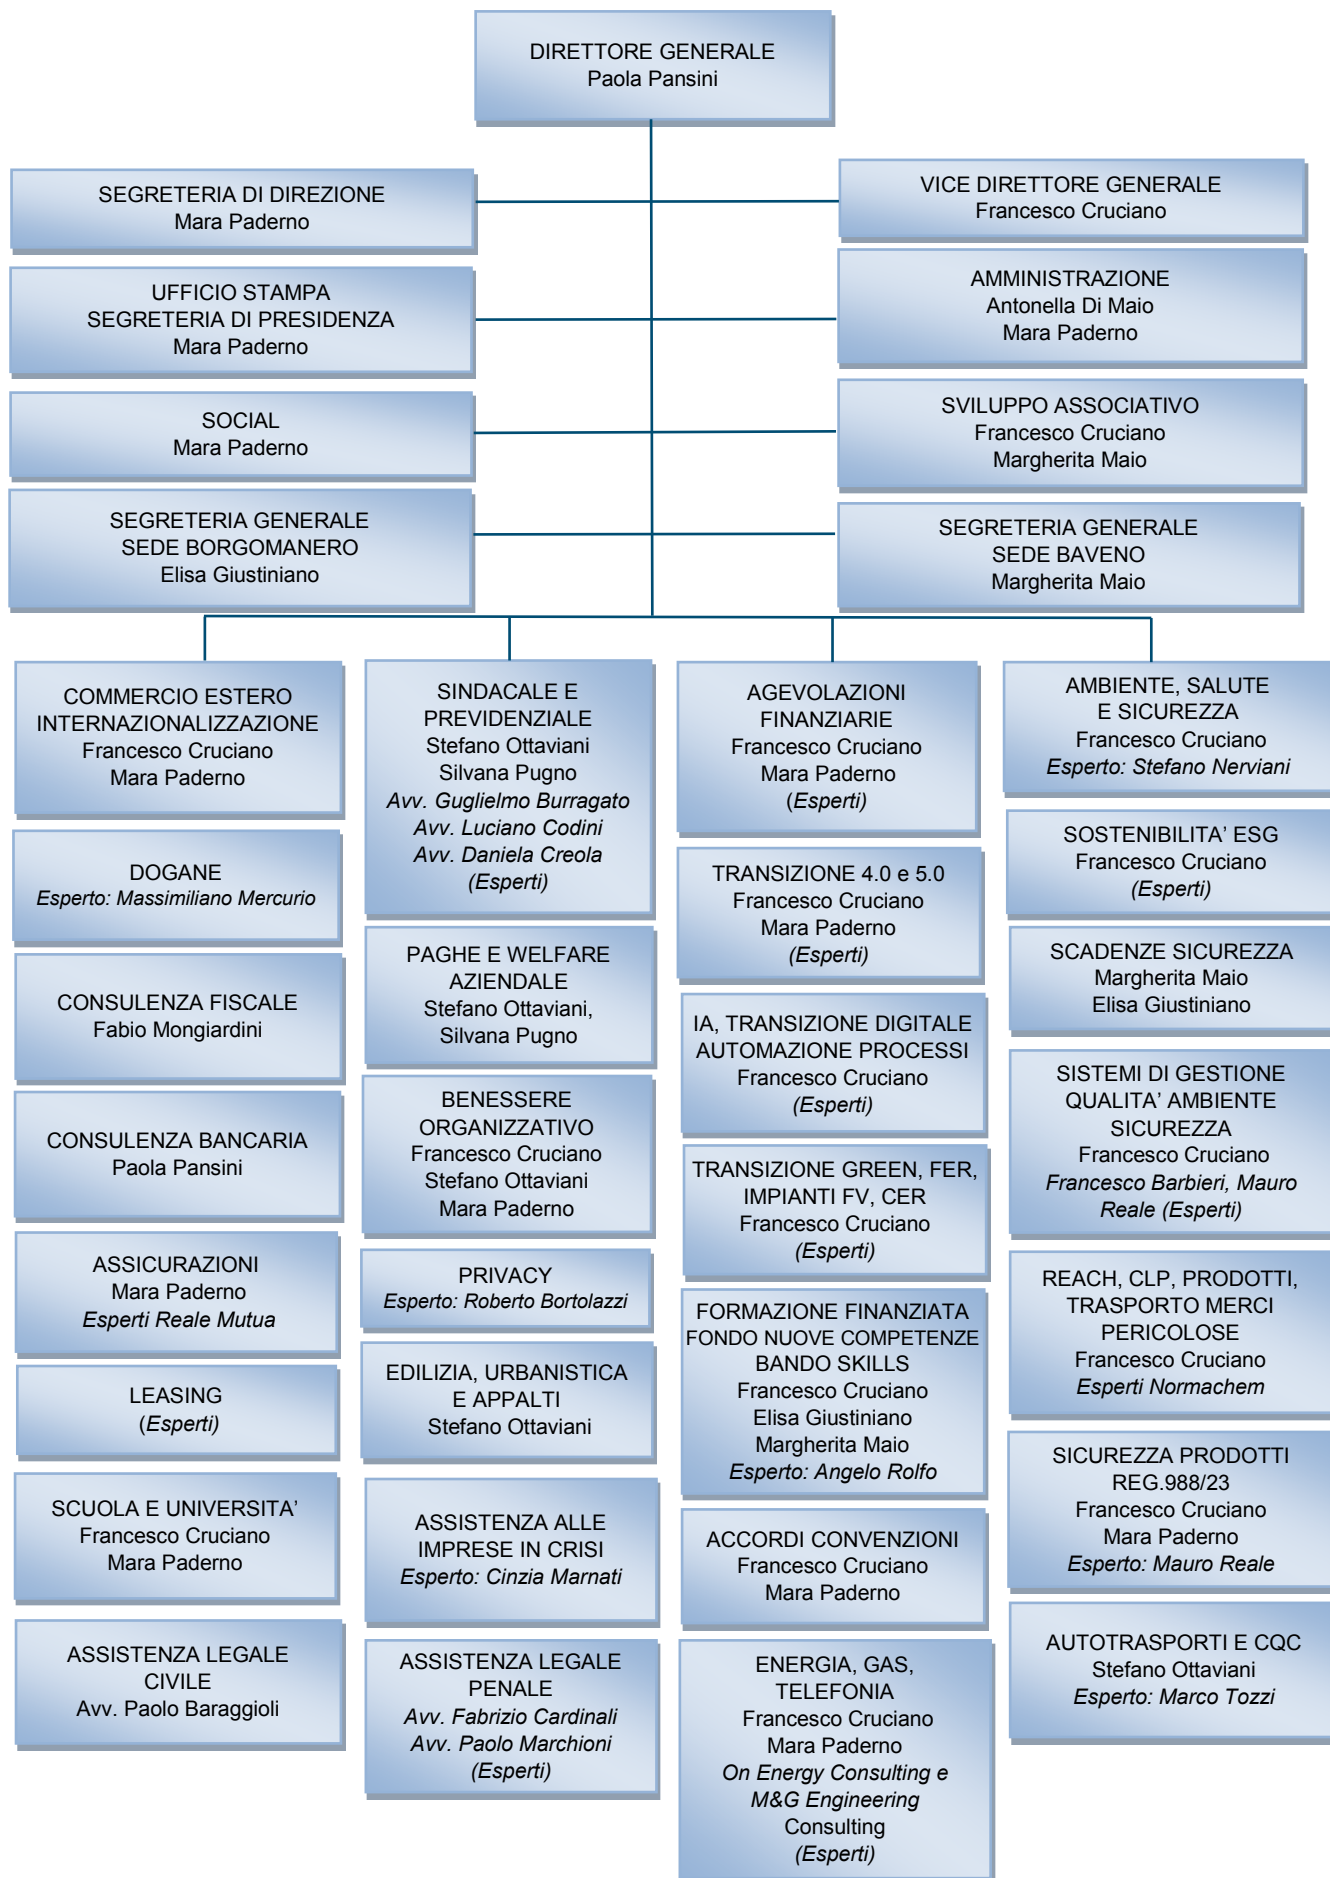 DIRETTORE GENERALE
Paola Pansini
SEGRETERIA DI DIREZIONE
Mara Paderno
VICE DIRETTORE GENERALE
Francesco Cruciano
UFFICIO STAMPA
SEGRETERIA DI PRESIDENZA
Mara Paderno
AMMINISTRAZIONE
Antonella Di Maio
Mara Paderno
SOCIAL
Mara Paderno
SVILUPPO ASSOCIATIVO
Francesco Cruciano
Margherita Maio
SEGRETERIA GENERALE
SEDE BORGOMANERO
Elisa Giustiniano
SEGRETERIA GENERALE
SEDE BAVENO
Margherita Maio
COMMERCIO ESTERO
INTERNAZIONALIZZAZIONE
Francesco Cruciano
Mara Paderno
DOGANE
Esperto: Massimiliano Mercurio
CONSULENZA FISCALE
Fabio Mongiardini
CONSULENZA BANCARIA
Paola Pansini
ASSICURAZIONI
Mara Paderno
Esperti Reale Mutua
LEASING
(Esperti)
SCUOLA E UNIVERSITA’
Francesco Cruciano
Mara Paderno
ASSISTENZA LEGALE
CIVILE
Avv. Paolo Baraggioli
SINDACALE E
PREVIDENZIALE
Stefano Ottaviani
Silvana Pugno
Avv. Guglielmo Burragato
Avv. Luciano Codini
Avv. Daniela Creola
(Esperti)
PAGHE E WELFARE
AZIENDALE
Stefano Ottaviani,
Silvana Pugno
BENESSERE
ORGANIZZATIVO
Francesco Cruciano
Stefano Ottaviani
Mara Paderno
PRIVACY
Esperto: Roberto Bortolazzi
EDILIZIA, URBANISTICA
E APPALTI
Stefano Ottaviani
ASSISTENZA ALLE
IMPRESE IN CRISI
Esperto: Cinzia Marnati
ASSISTENZA LEGALE
PENALE
Avv. Fabrizio Cardinali
Avv. Paolo Marchioni
(Esperti)
AGEVOLAZIONI
FINANZIARIE
Francesco Cruciano
Mara Paderno
(Esperti)
TRANSIZIONE 4.0 e 5.0
Francesco Cruciano
Mara Paderno
(Esperti)
IA, TRANSIZIONE DIGITALE
AUTOMAZIONE PROCESSI
Francesco Cruciano
(Esperti)
TRANSIZIONE GREEN, FER,
IMPIANTI FV, CER
Francesco Cruciano
(Esperti)
FORMAZIONE FINANZIATA
FONDO NUOVE COMPETENZE
BANDO SKILLS
Francesco Cruciano
Elisa Giustiniano
Margherita Maio
Esperto: Angelo Rolfo
ACCORDI CONVENZIONI
Francesco Cruciano
Mara Paderno
ENERGIA, GAS,
TELEFONIA
Francesco Cruciano
Mara Paderno
On Energy Consulting e
M&G Engineering
Consulting
(Esperti)
AMBIENTE, SALUTE
E SICUREZZA
Francesco Cruciano
Esperto: Stefano Nerviani
SOSTENIBILITA’ ESG
Francesco Cruciano
(Esperti)
SCADENZE SICUREZZA
Margherita Maio
Elisa Giustiniano
SISTEMI DI GESTIONE
QUALITA’ AMBIENTE
SICUREZZA
Francesco Cruciano
Francesco Barbieri, Mauro
Reale (Esperti)
REACH, CLP, PRODOTTI,
TRASPORTO MERCI
PERICOLOSE
Francesco Cruciano
Esperti Normachem
SICUREZZA PRODOTTI
REG.988/23
Francesco Cruciano
Mara Paderno
Esperto: Mauro Reale
AUTOTRASPORTI E CQC
Stefano Ottaviani
Esperto: Marco Tozzi